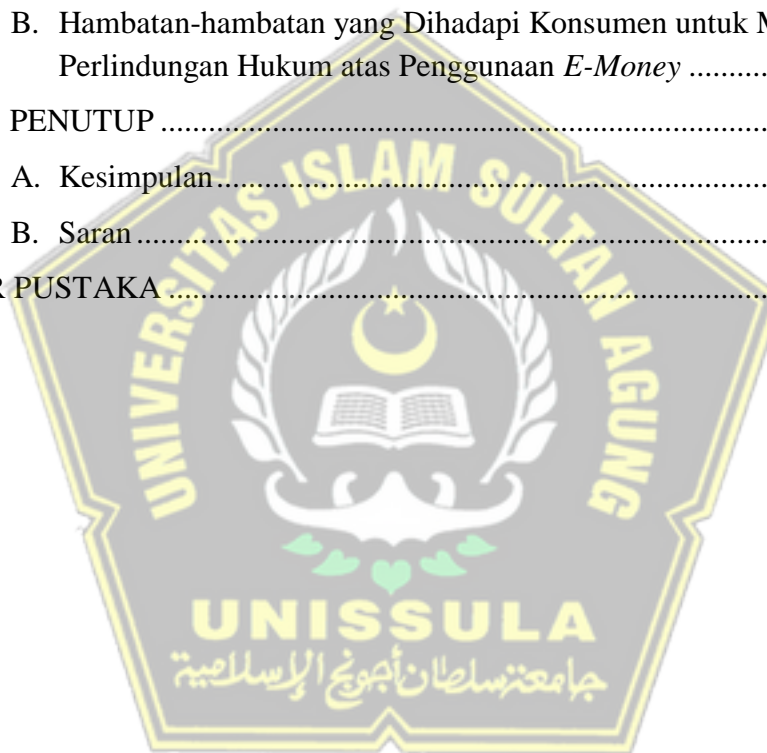 B. Hambatan-hambatan yang Dihadapi Konsumen untuk
Perlindungan Hukum atas Penggunaan E-Money ...........
PENUTUP ...........................................................................
A. Kesimpulan .....................................................................
B. Saran ...............................................................................
PUSTAKA ..........................................................................
UNIVERSITAS ISLAM SULTAN AGUNG
UNISSULA
جامعة سلطان أجونج الإسلامية